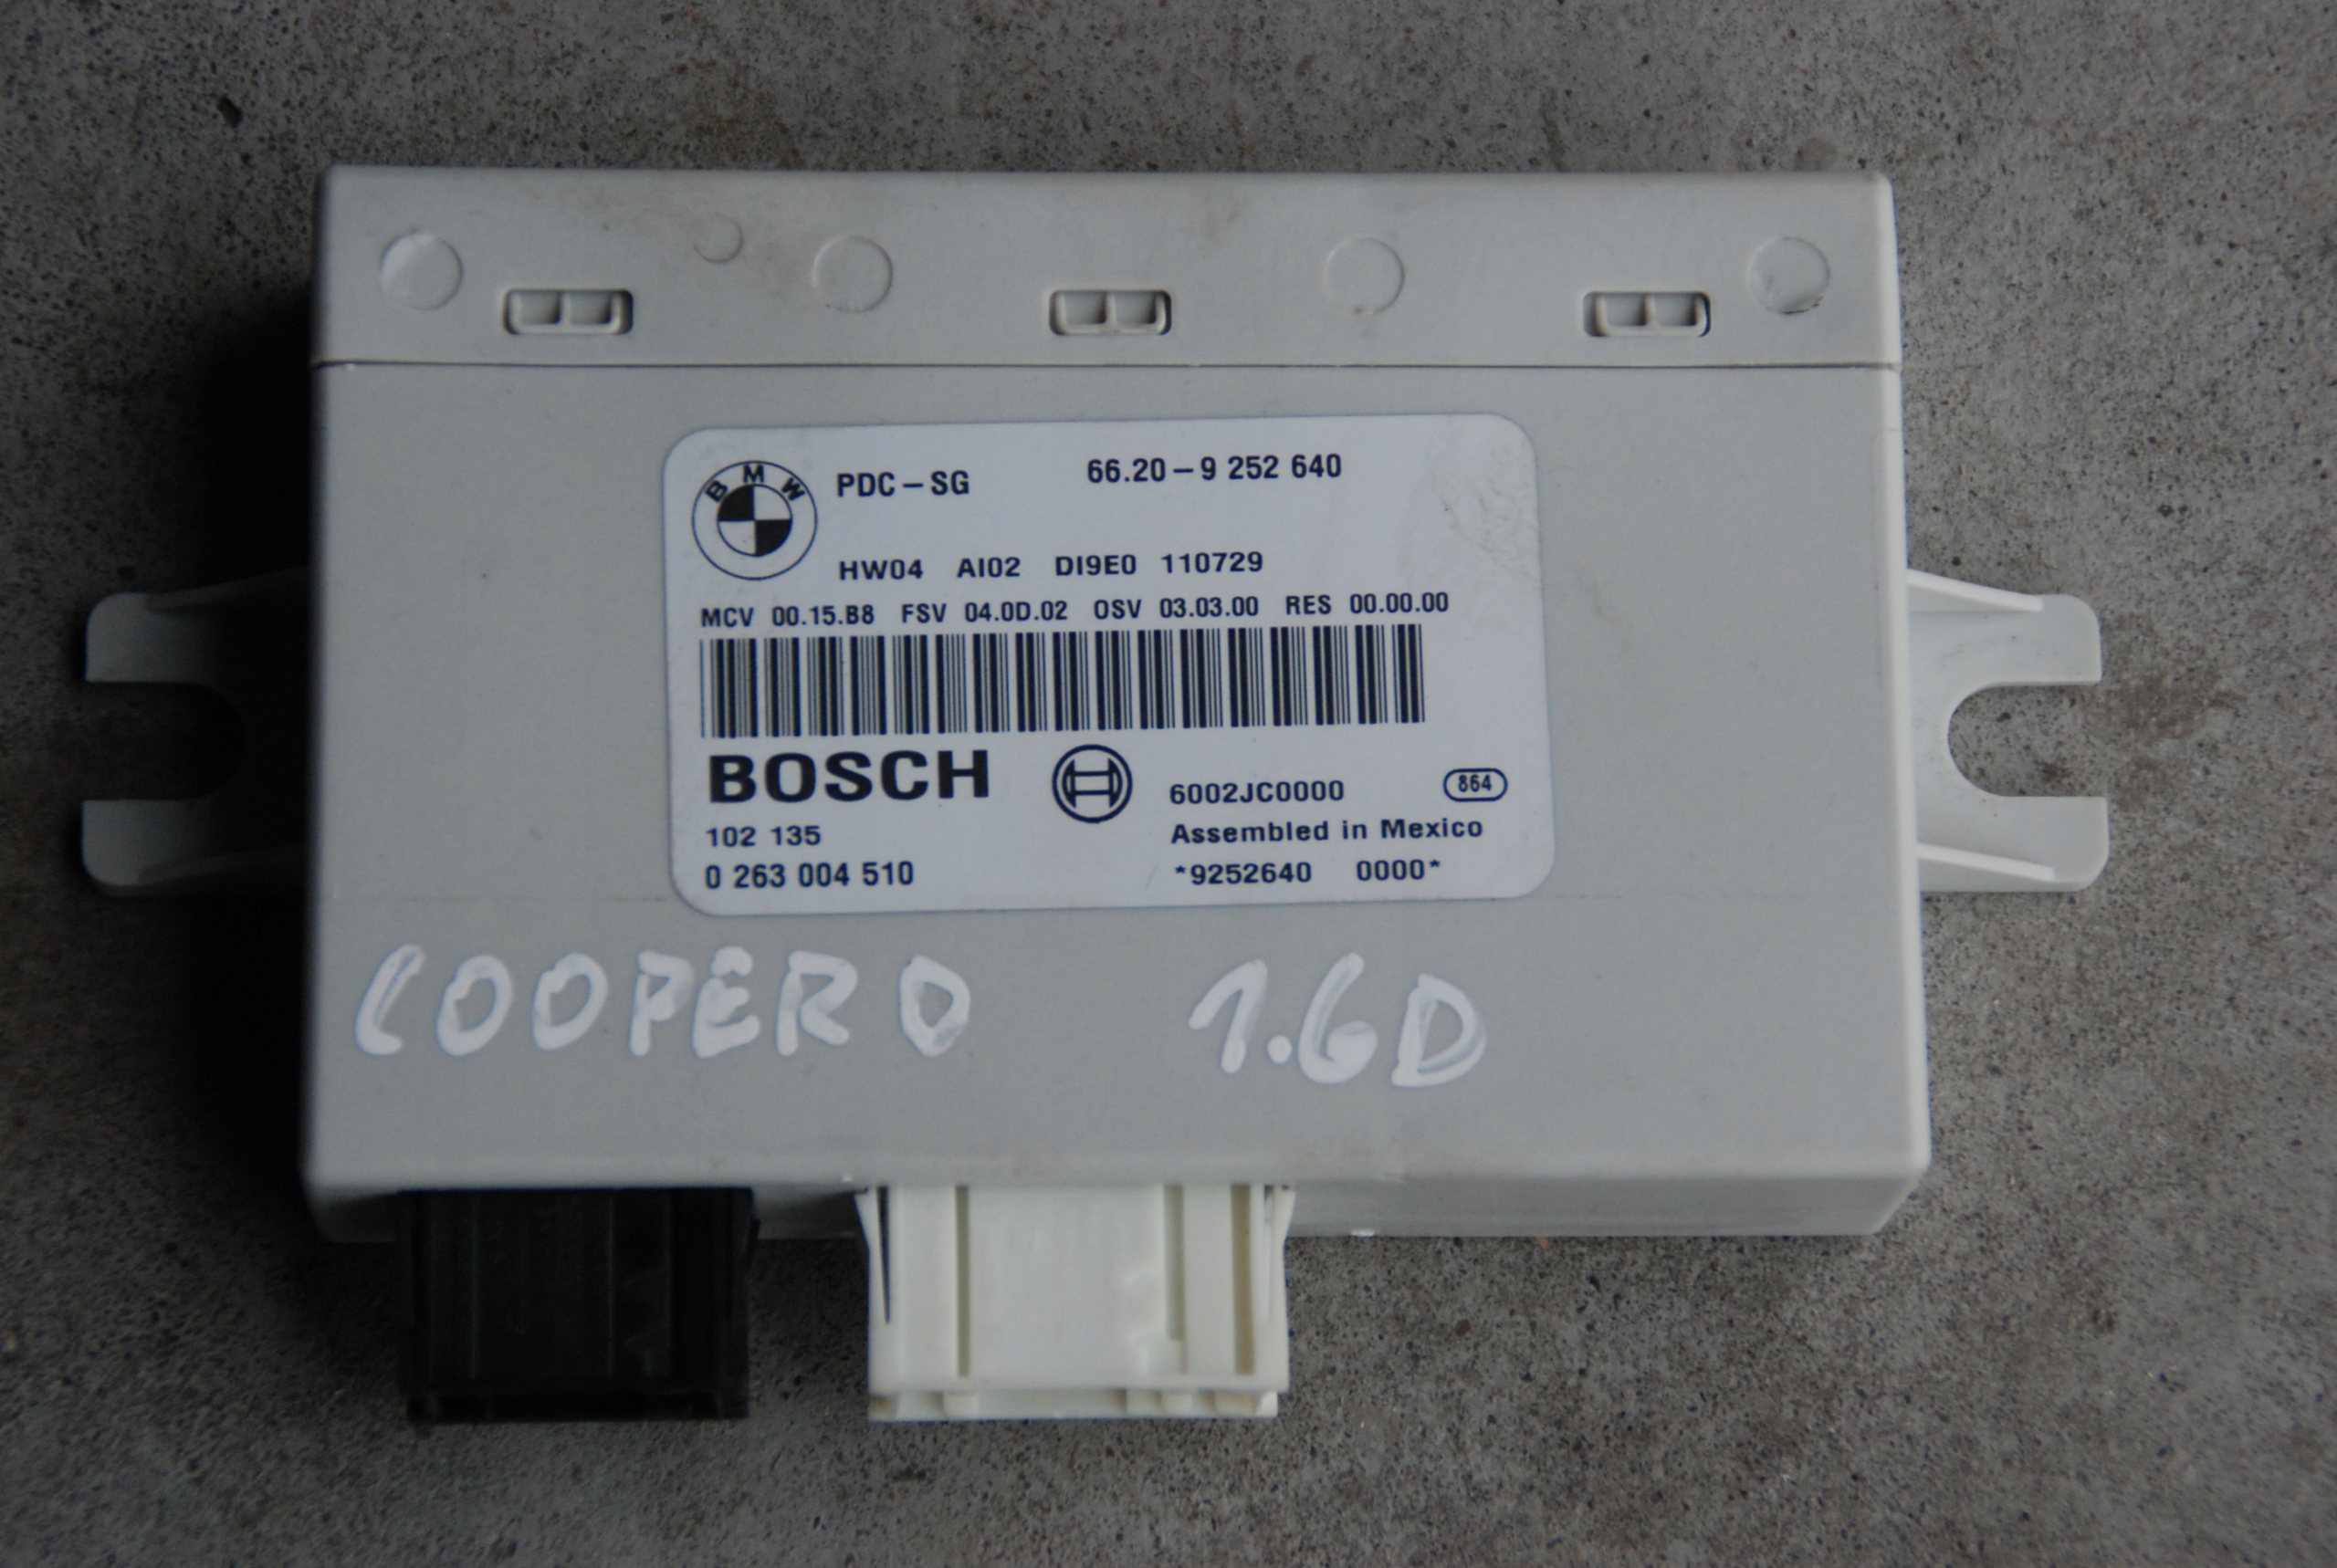 BMW
PDC – SG 66.20 – 9 252 640
HW04 AI02 DI9E0 110729
MCV 00.15.B8 FSV 04.0D.02 OSV 03.03.00 RES 00.00.00
BOSCH
6002JC0000 864
102 135 Assembled in Mexico
0 263 004 510 *9252640 0000*
COOPER D 1.6D